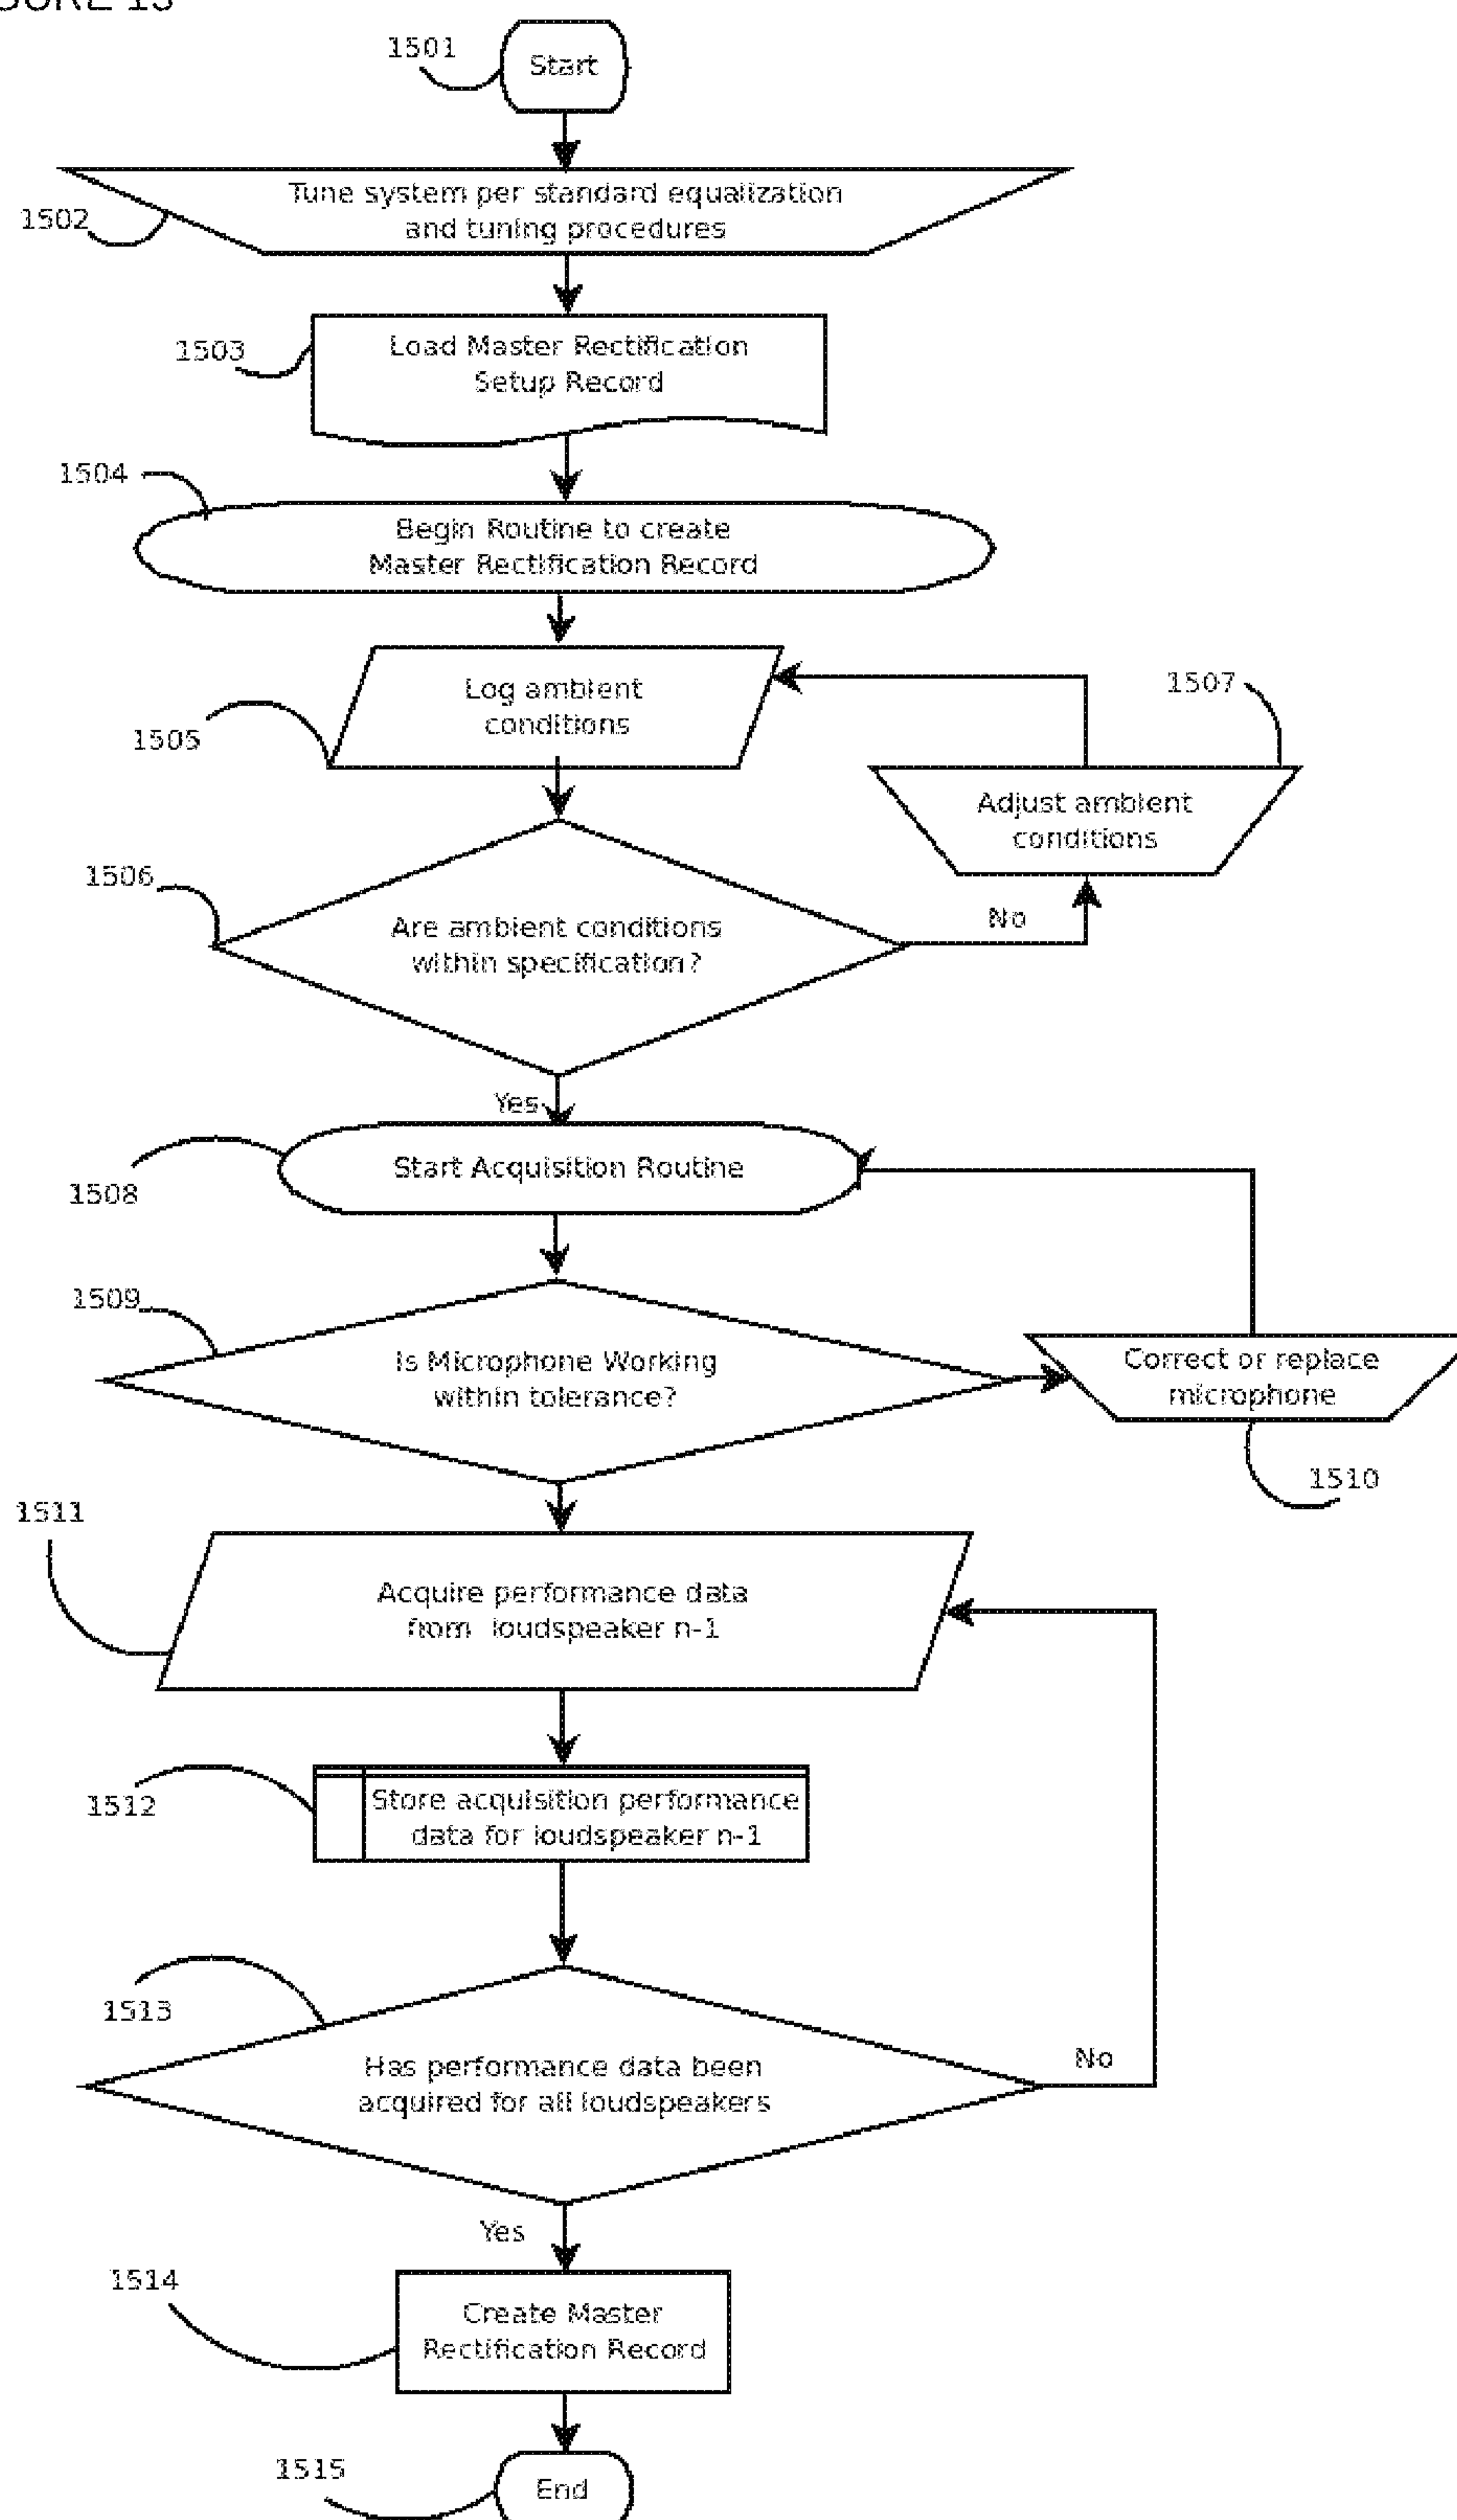 1501
Start
Tune system per standard equalization
and tuning procedures
1502
1503
Load Master Rectification
Setup Record
1504
Begin Routine to create
Master Rectification Record
Log ambient
conditions
1505
1507
Adjust ambient
conditions
1506
Are ambient conditions
within specification?
No
Yes
Start Acquisition Routine
1508
1509
Is Microphone Working
within tolerance?
Correct or replace
microphone
1510
1511
Acquire performance data
from loudspeaker n-1
1512
Store acquisition performance
data for loudspeaker n-1
1513
Has performance data been
acquired for all loudspeakers
No
Yes
1514
Create Master
Rectification Record
1515
End